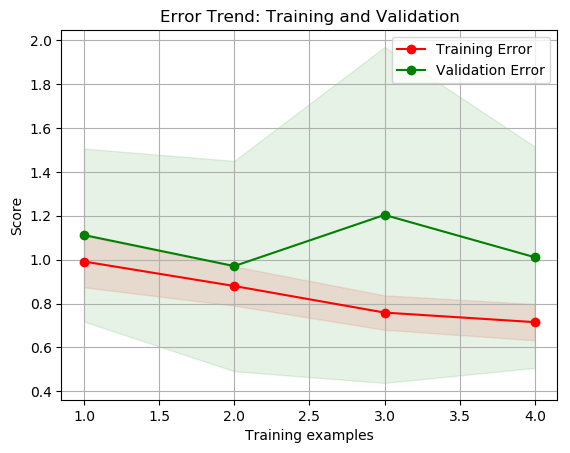 Error Trend: Training and Validation
Training Error
Validation Error
Score
2.0
1.8
1.6
1.4
1.2
1.0
0.8
0.6
0.4
1.0 1.5 2.0 2.5 3.0 3.5 4.0
Training examples